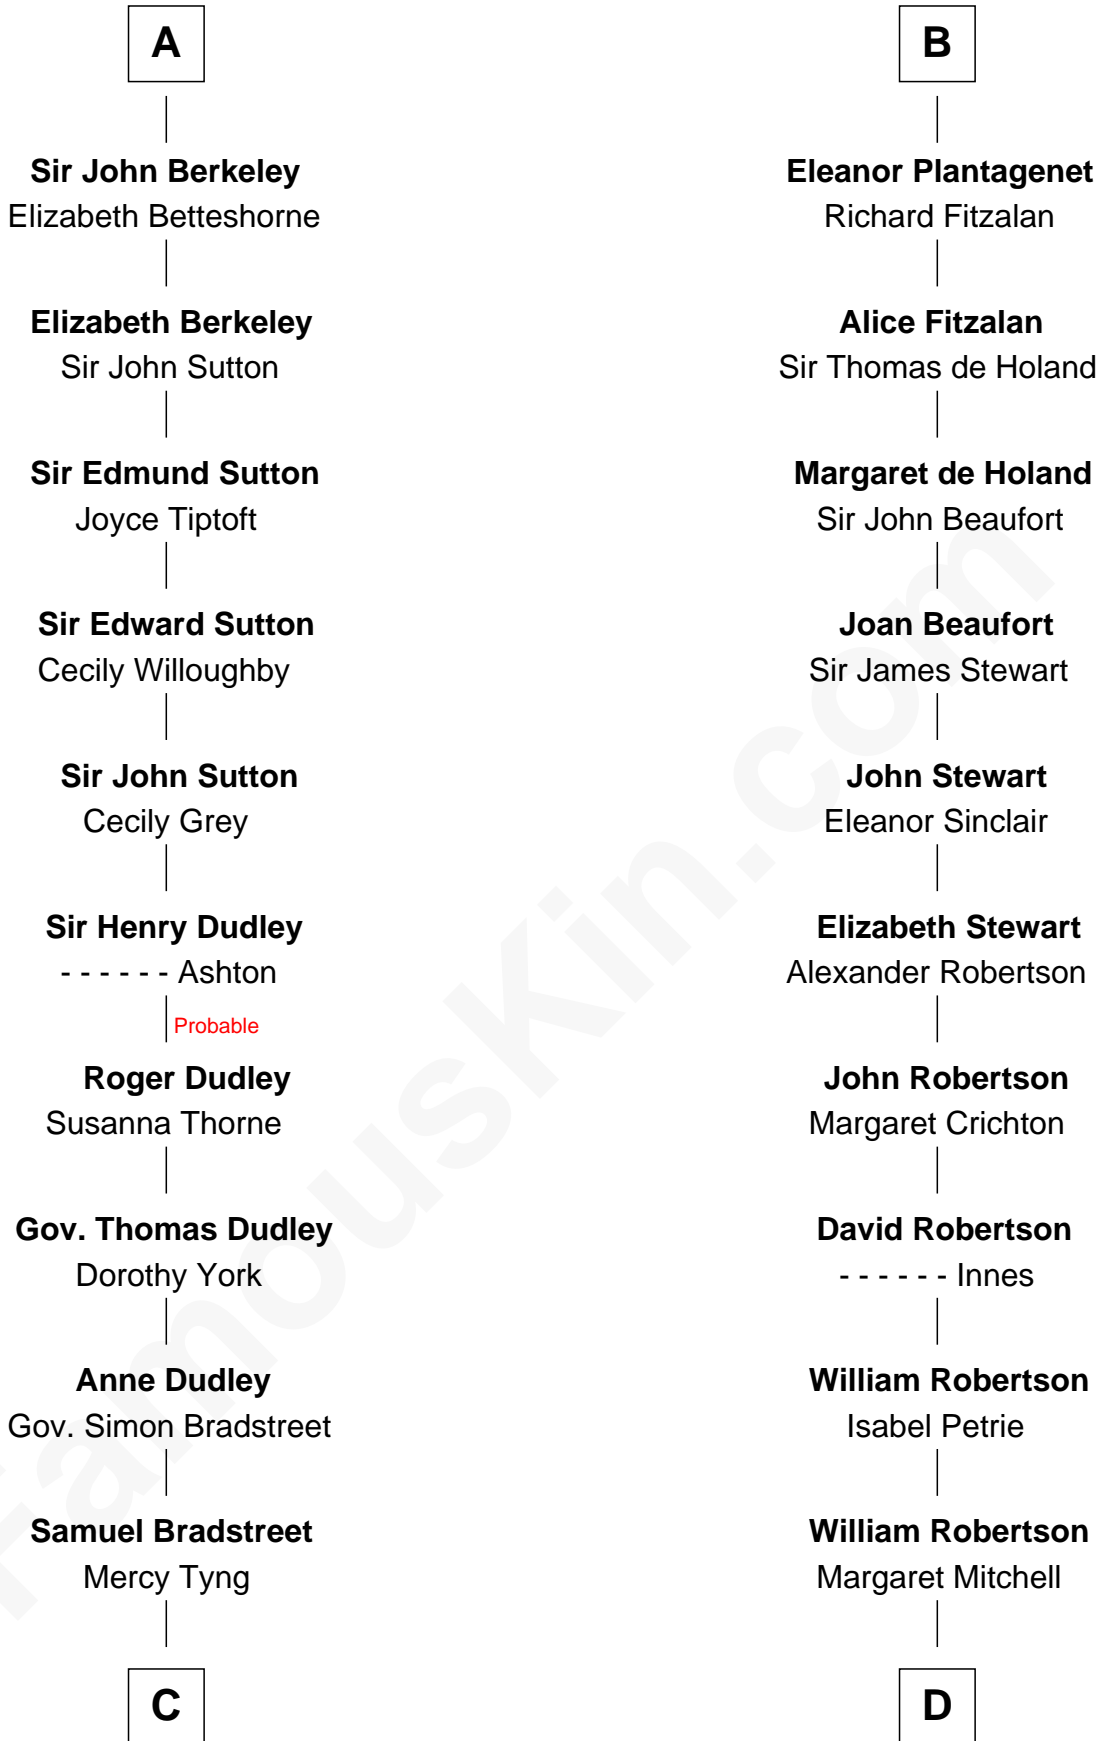 A
Sir John Berkeley
Elizabeth Betteshorne
Elizabeth Berkeley
Sir John Sutton
Sir Edmund Sutton
Joyce Tiptoft
Sir Edward Sutton
Cecily Willoughby
Sir John Sutton
Cecily Grey
Sir Henry Dudley
- - - - - - Ashton
Probable
Roger Dudley
Susanna Thorne
Gov. Thomas Dudley
Dorothy York
Anne Dudley
Gov. Simon Bradstreet
Samuel Bradstreet
Mercy Tyng
C
B
Eleanor Plantagenet
Richard Fitzalan
Alice Fitzalan
Sir Thomas de Holand
Margaret de Holand
Sir John Beaufort
Joan Beaufort
Sir James Stewart
John Stewart
Eleanor Sinclair
Elizabeth Stewart
Alexander Robertson
John Robertson
Margaret Crichton
David Robertson
- - - - - - Innes
William Robertson
Isabel Petrie
William Robertson
Margaret Mitchell
D
FamousKin.com